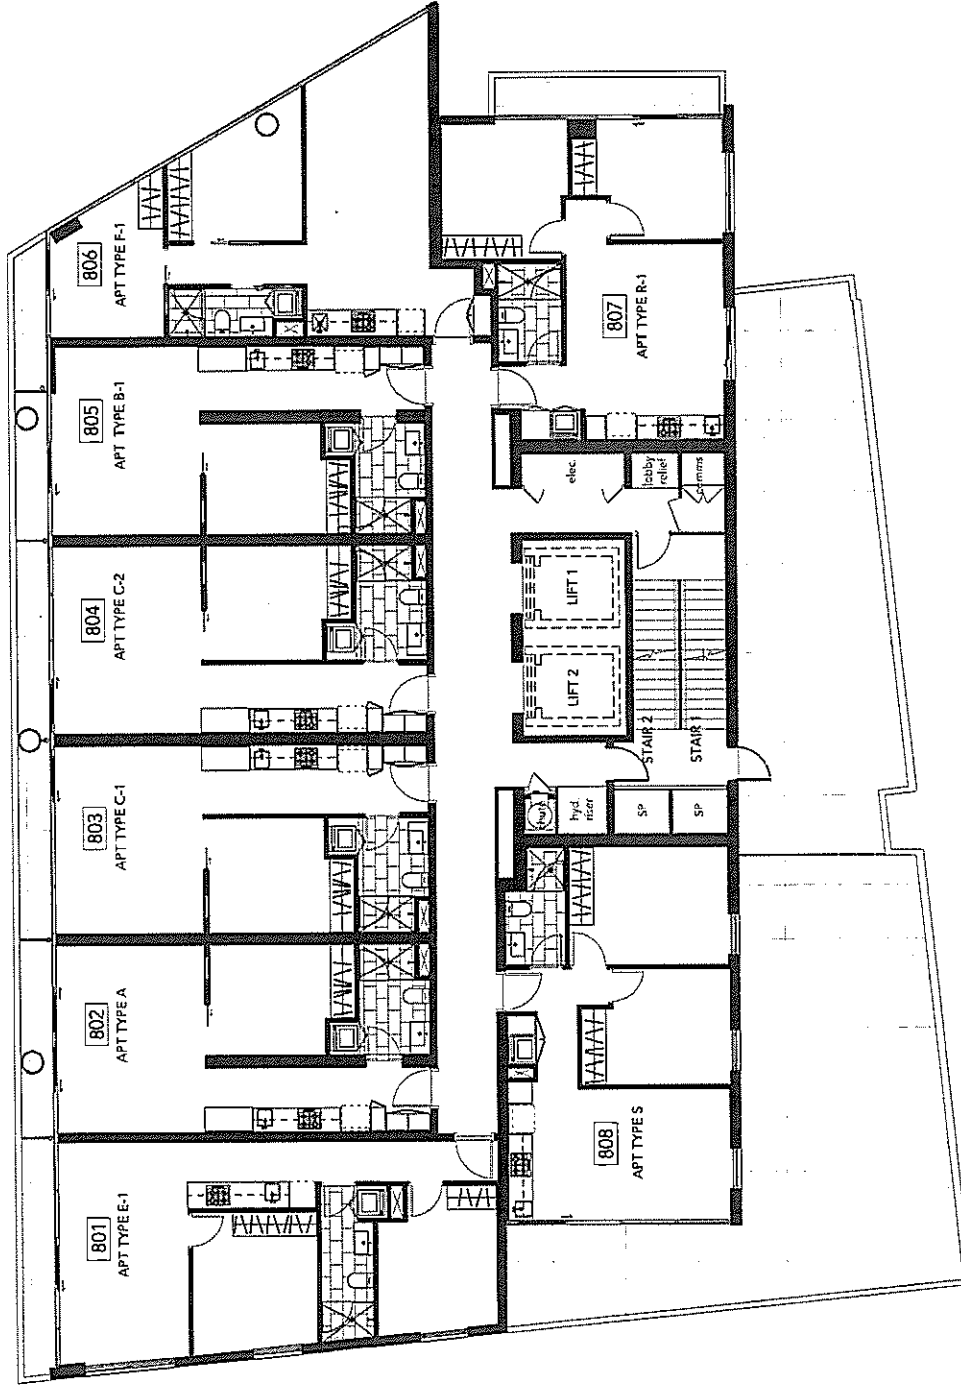 801
APT TYPE E-1
802
APT TYPE A
803
APT TYPE C-1
804
APT TYPE C-2
805
APT TYPE B-1
806
APT TYPE F-1
807
APT TYPE R-1
808
APT TYPE S
LIFT 1
LIFT 2
STAIR 2
STAIR 1
elec.
lobby
relief
comms
chute
hyd.
riser
SP
SP